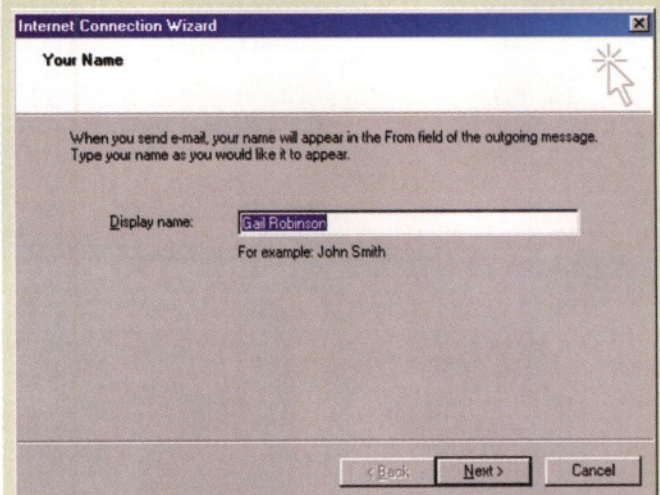 Internet Connection Wizard
Your Name
When you send e-mail, your name will appear in the From field of the outgoing message.
Type your name as you would like it to appear.
Display name: Gail Robinson
For example: John Smith
< Back Next > Cancel